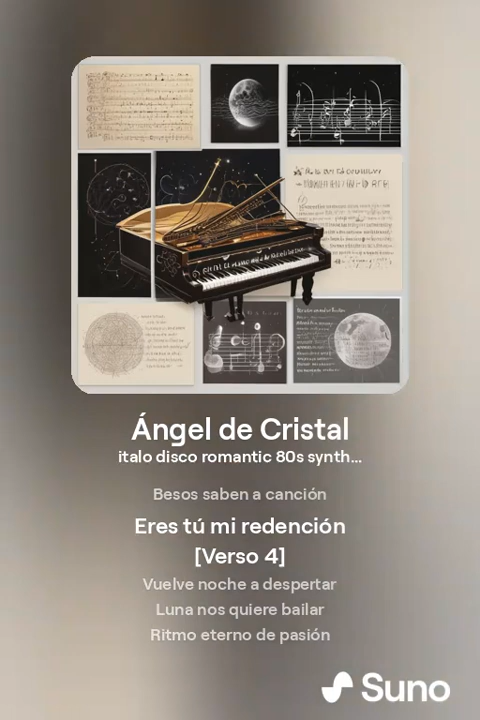 Ángel de Cristal
italo disco romantic 80s synth...
Besos saben a canción
Eres tú mi redención
[Verso 4]
Vuelve noche a despertar
Luna nos quiere bailar
Ritmo eterno de pasión
Suno